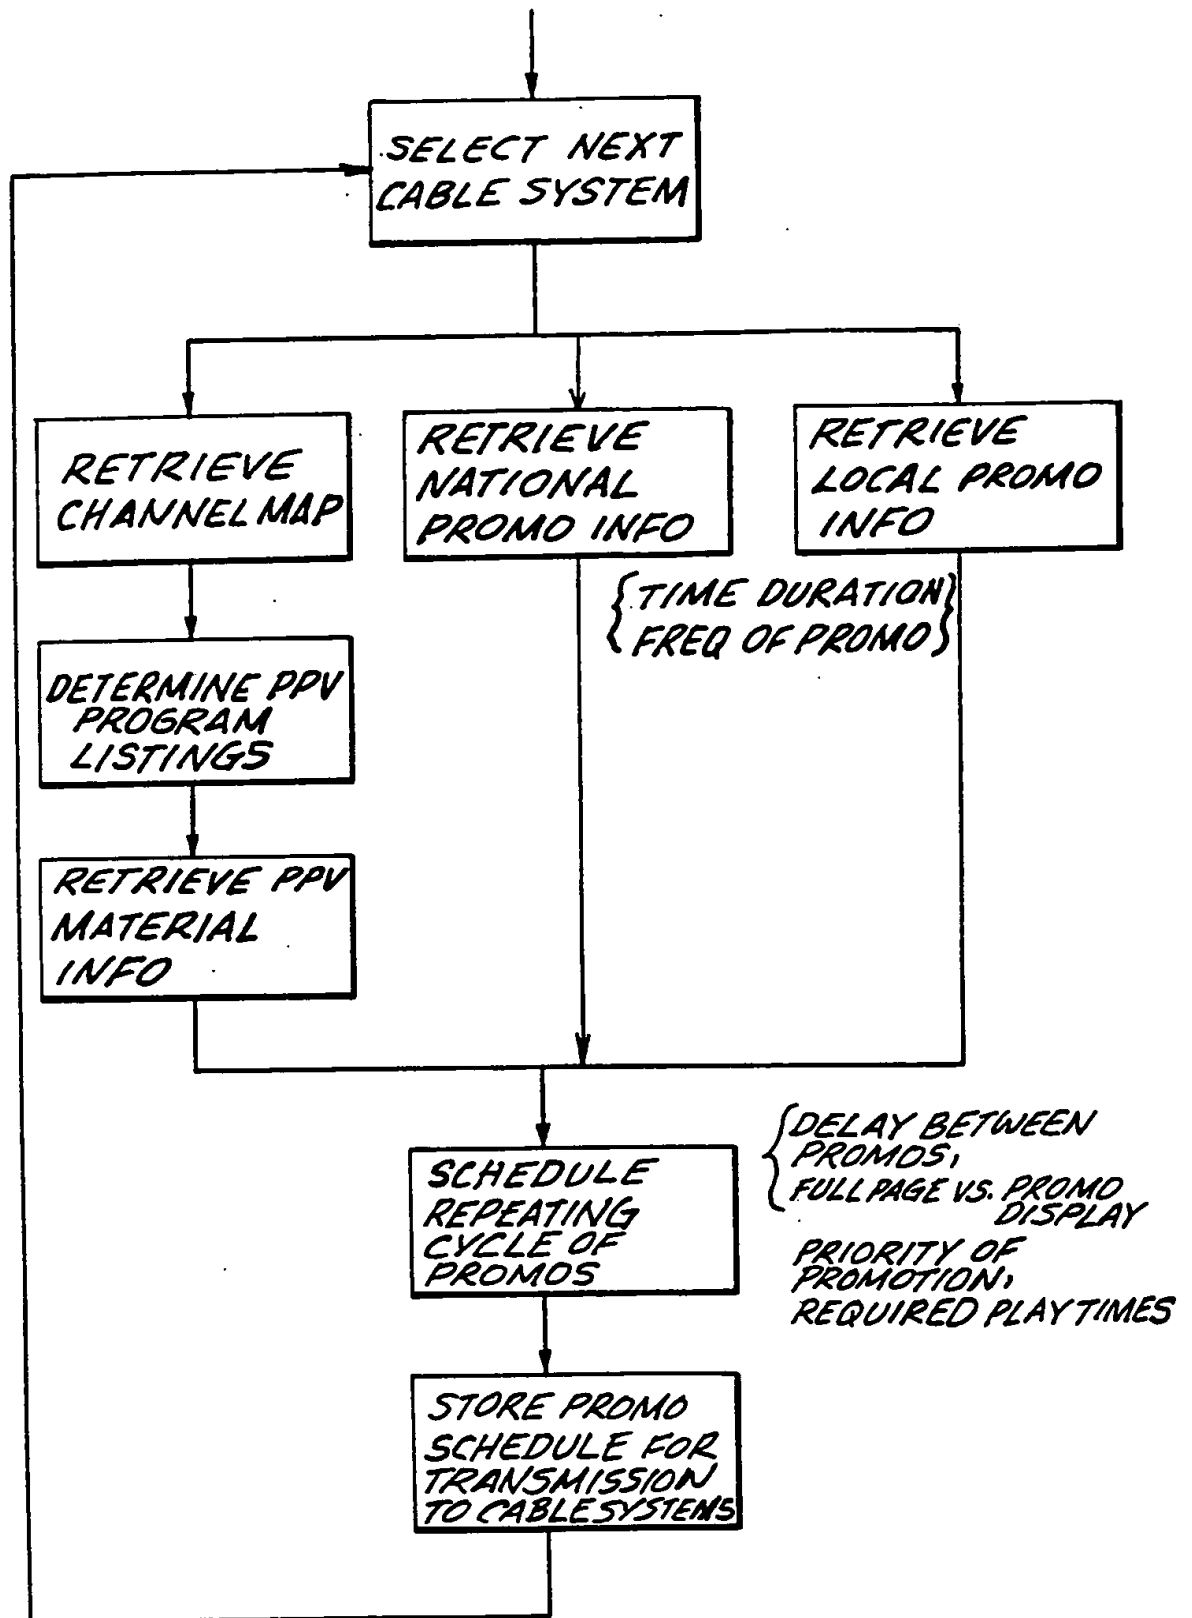 SELECT NEXT
CABLE SYSTEM
RETRIEVE
CHANNEL MAP
RETRIEVE
NATIONAL
PROMO INFO
RETRIEVE
LOCAL PROMO
INFO
TIME DURATION
FREQ OF PROMO
DETERMINE PPV
PROGRAM
LISTINGS
RETRIEVE PPV
MATERIAL
INFO
SCHEDULE
REPEATING
CYCLE OF
PROMOS
DELAY BETWEEN
PROMOS,
FULL PAGE VS. PROMO
DISPLAY
PRIORITY OF
PROMOTION,
REQUIRED PLAY TIMES
STORE PROMO
SCHEDULE FOR
TRANSMISSION
TO CABLE SYSTEMS